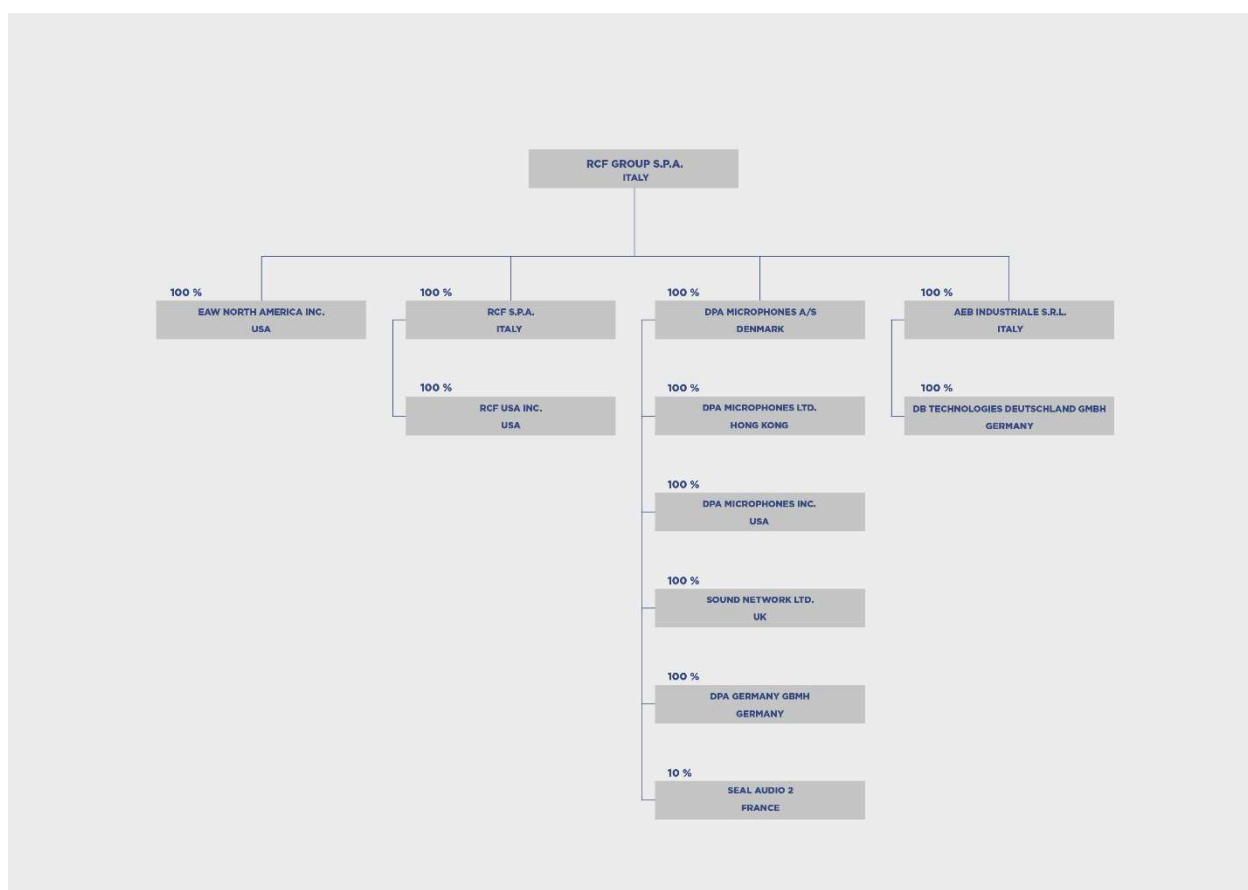 RCF GROUP S.P.A.
ITALY
100 %
EAW NORTH AMERICA INC.
USA
100 %
RCF S.P.A.
ITALY
100 %
RCF USA INC.
USA
100 %
DPA MICROPHONES A/S
DENMARK
100 %
DPA MICROPHONES LTD.
HONG KONG
100 %
DPA MICROPHONES INC.
USA
100 %
SOUND NETWORK LTD.
UK
100 %
DPA GERMANY GBMH
GERMANY
10 %
SEAL AUDIO 2
FRANCE
100 %
AEB INDUSTRIALE S.R.L.
ITALY
100 %
DB TECHNOLOGIES DEUTSCHLAND GMBH
GERMANY